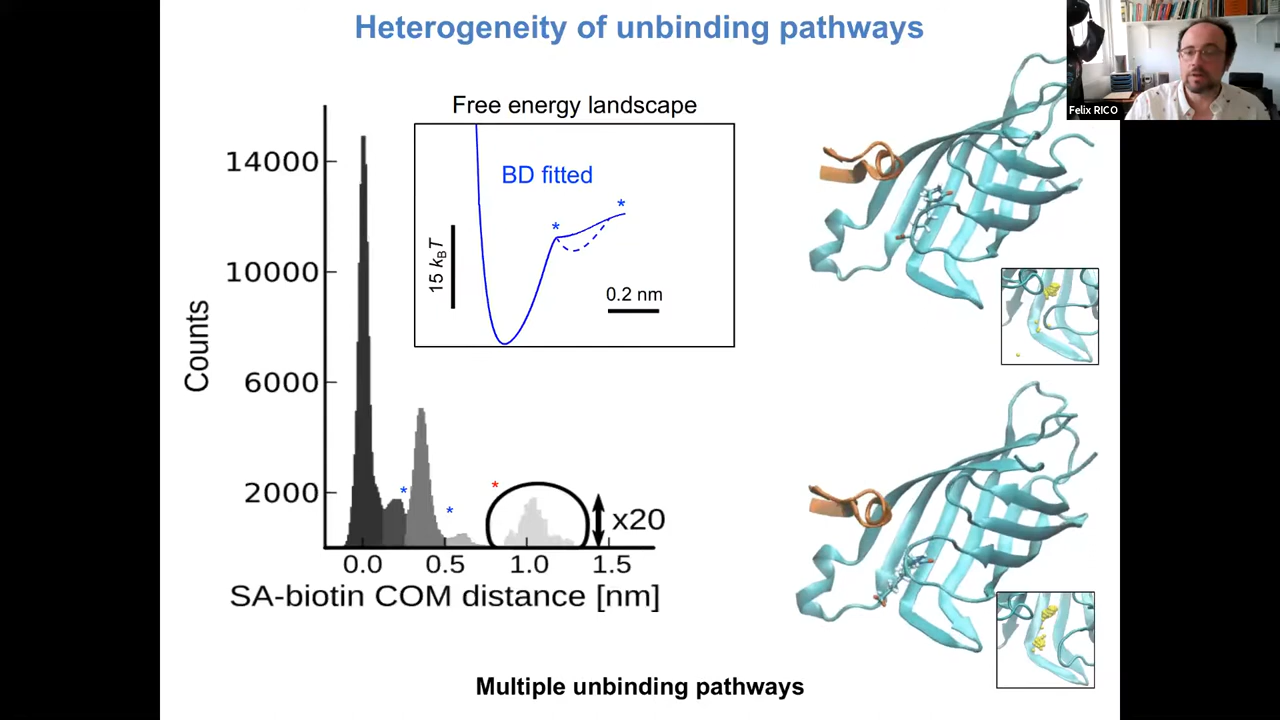 Heterogeneity of unbinding pathways
Felix RICO
Free energy landscape
BD fitted
*
*
15 kBT
0.2 nm
14000
10000
6000
2000
Counts
*
*
*
x20
0.0 0.5 1.0 1.5
SA-biotin COM distance [nm]
Multiple unbinding pathways